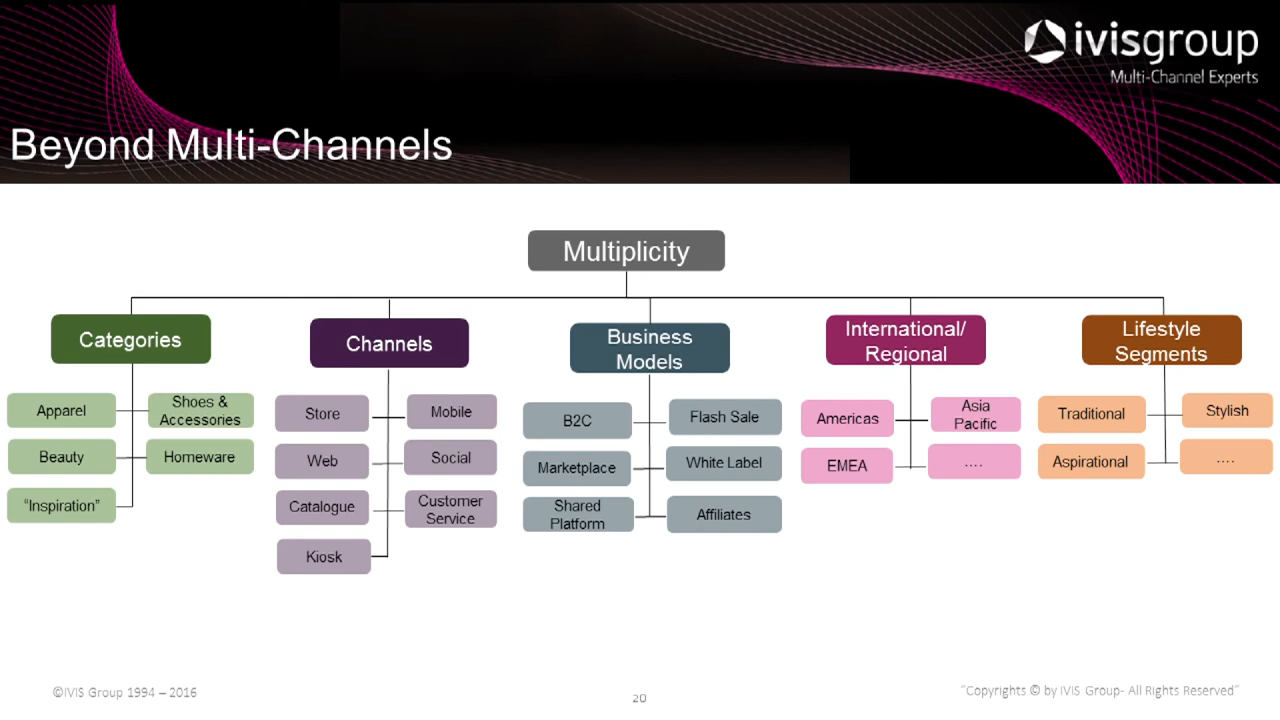 ivisgroup
Multi-Channel Experts
Beyond Multi-Channels
Multiplicity
Categories
Apparel
Shoes &
Accessories
Beauty
Homeware
“Inspiration”
Channels
Store
Mobile
Web
Social
Catalogue
Customer
Service
Kiosk
Business
Models
B2C
Flash Sale
Marketplace
White Label
Shared
Platform
Affiliates
International/
Regional
Americas
Asia
Pacific
EMEA
....
Lifestyle
Segments
Traditional
Stylish
Aspirational
....
©IVIS Group 1994 – 2016
20
“Copyrights © by IVIS Group- All Rights Reserved”